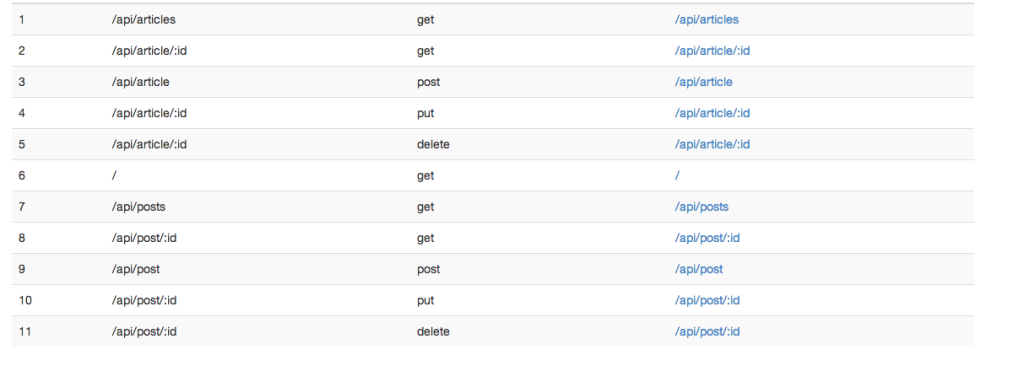 1 /api/articles get /api/articles
2 /api/article/:id get /api/article/:id
3 /api/article post /api/article
4 /api/article/:id put /api/article/:id
5 /api/article/:id delete /api/article/:id
6 / get /
7 /api/posts get /api/posts
8 /api/post/:id get /api/post/:id
9 /api/post post /api/post
10 /api/post/:id put /api/post/:id
11 /api/post/:id delete /api/post/:id